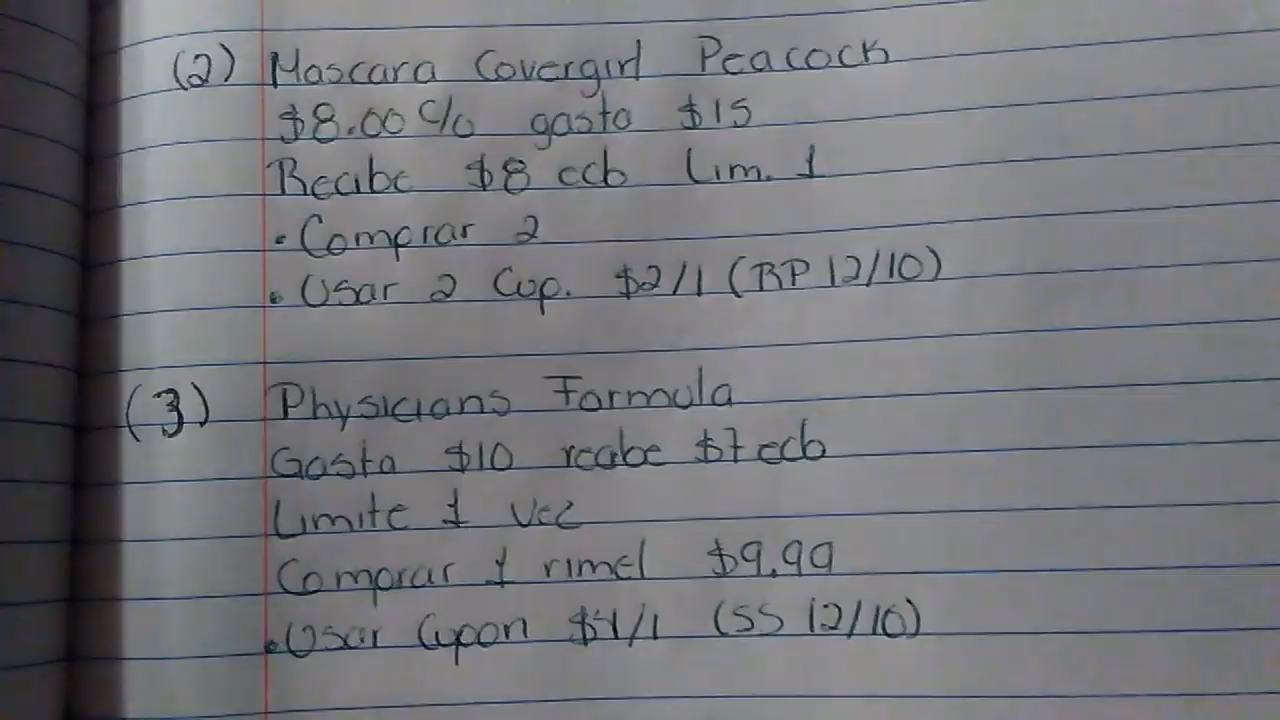 (2) Mascara Covergirl Peacock
$8.00 c/o gasta $15
Recibe $8 ecb Lim. 1
• Comprar 2
• Usar 2 Cup. $2/1 (RP 12/10)
(3) Physicians Formula
Gasta $10 recibe $7 ecb
Limite 1 vez
Comprar 1 rimel $9.99
• Usar Cupon /1 (SS 12/10)